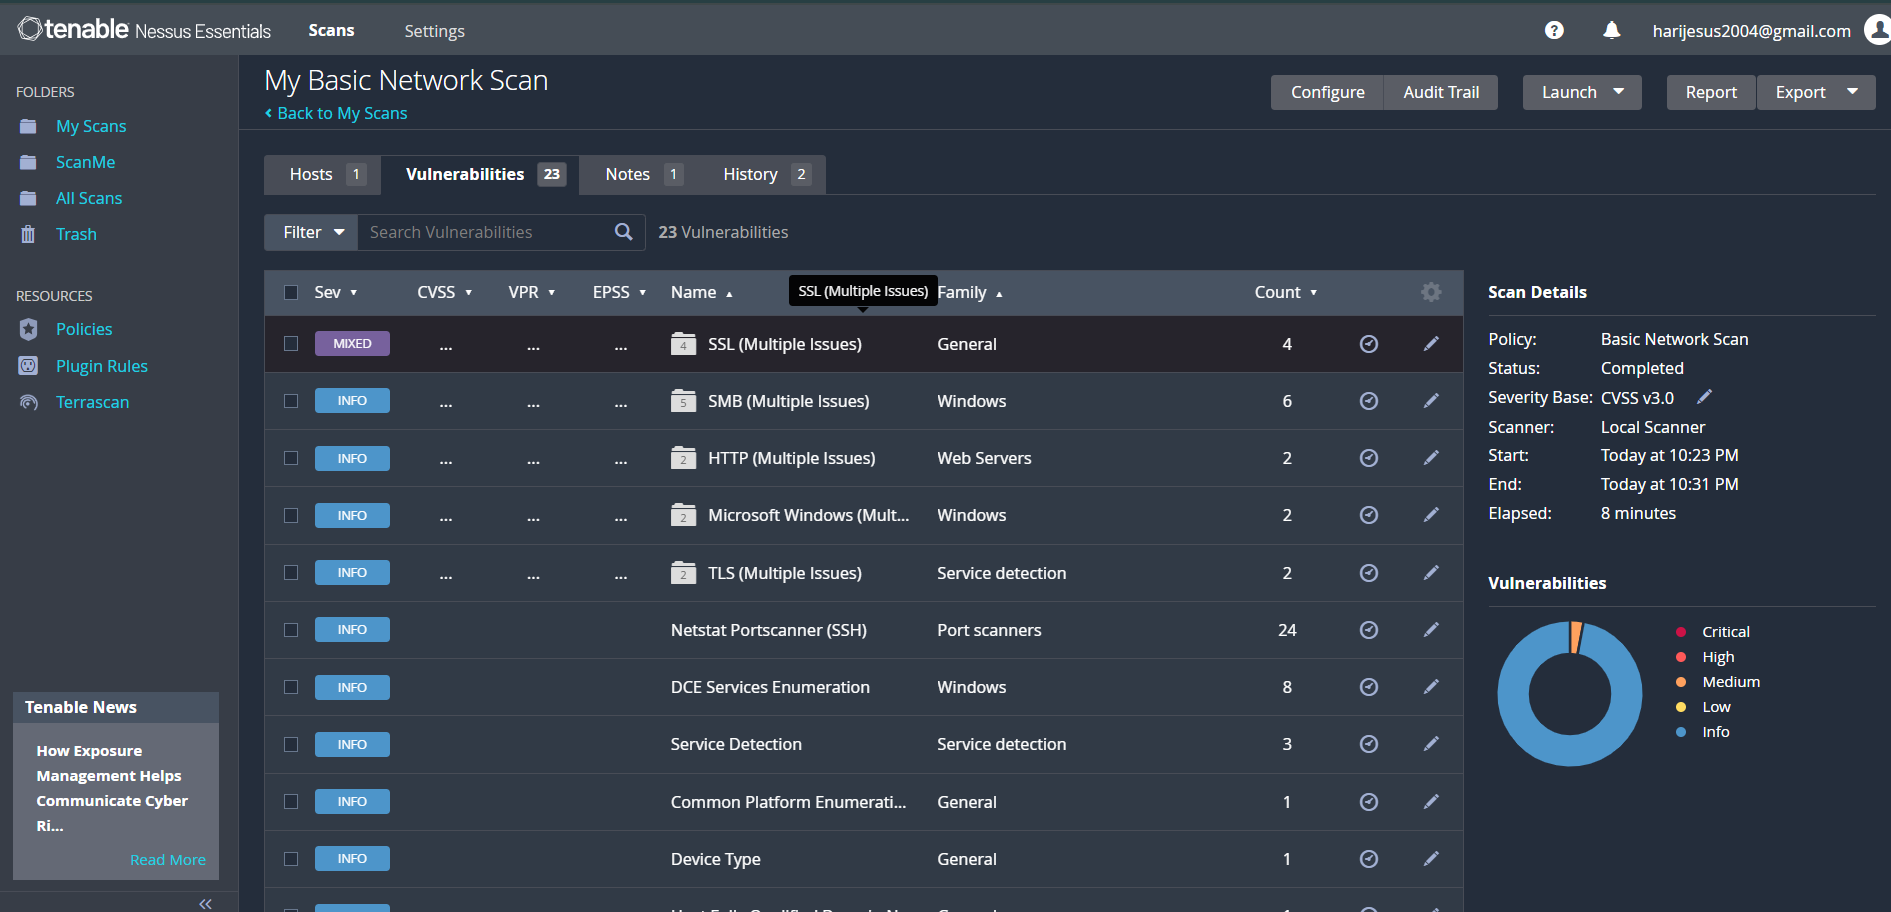 tenable Nessus Essentials
Scans
Settings
harijesus2004@gmail.com
FOLDERS
My Scans
ScanMe
All Scans
Trash
RESOURCES
Policies
Plugin Rules
Terrascan
Tenable News
How Exposure
Management Helps
Communicate Cyber
Ri...
Read More
My Basic Network Scan
Back to My Scans
Configure
Audit Trail
Launch
Report
Export
Hosts 1
Vulnerabilities 23
Notes 1
History 2
Filter
Search Vulnerabilities
23 Vulnerabilities
Sev CVSS VPR EPSS Name Family Count
SSL (Multiple Issues)
MIXED ... ... ... 4 SSL (Multiple Issues) General 4
INFO ... ... ... 5 SMB (Multiple Issues) Windows 6
INFO ... ... ... 2 HTTP (Multiple Issues) Web Servers 2
INFO ... ... ... 2 Microsoft Windows (Mult... Windows 2
INFO ... ... ... 2 TLS (Multiple Issues) Service detection 2
INFO Netstat Portscanner (SSH) Port scanners 24
INFO DCE Services Enumeration Windows 8
INFO Service Detection Service detection 3
INFO Common Platform Enumerati... General 1
INFO Device Type General 1
Scan Details
Policy: Basic Network Scan
Status: Completed
Severity Base: CVSS v3.0
Scanner: Local Scanner
Start: Today at 10:23 PM
End: Today at 10:31 PM
Elapsed: 8 minutes
Vulnerabilities
Critical
High
Medium
Low
Info